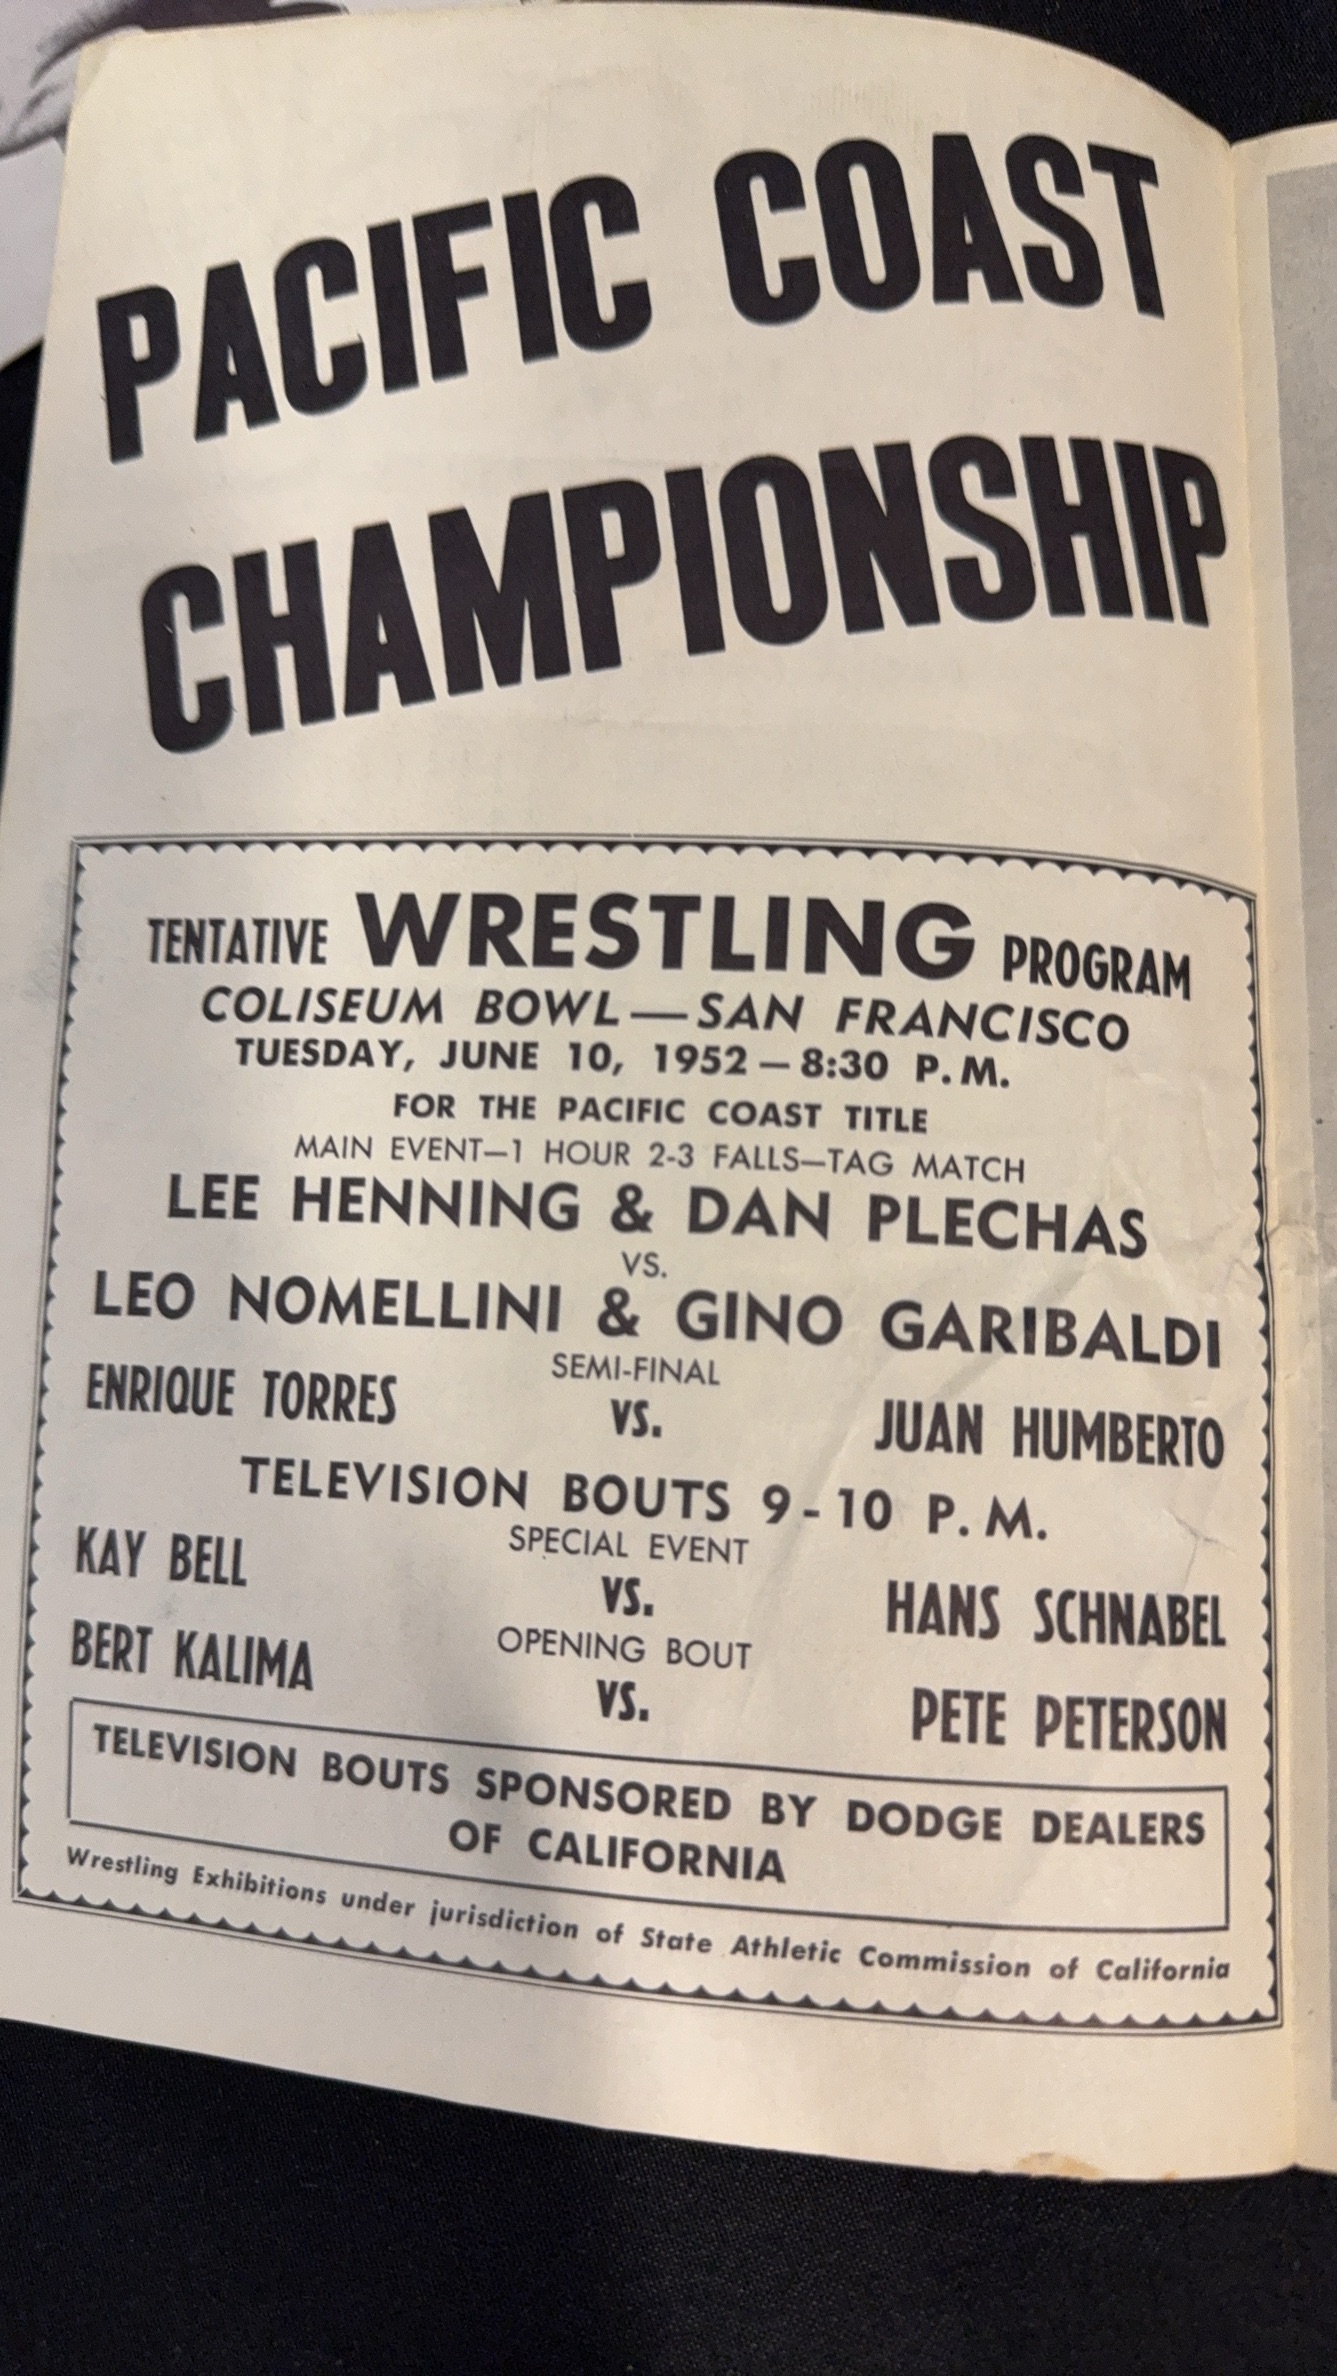 PACIFIC COAST
CHAMPIONSHIP
TENTATIVE WRESTLING PROGRAM
COLISEUM BOWL—SAN FRANCISCO
TUESDAY, JUNE 10, 1952 — 8:30 P. M.
FOR THE PACIFIC COAST TITLE
MAIN EVENT—1 HOUR 2-3 FALLS—TAG MATCH
LEE HENNING & DAN PLECHAS
VS.
LEO NOMELLINI & GINO GARIBALDI
SEMI-FINAL
ENRIQUE TORRES VS. JUAN HUMBERTO
TELEVISION BOUTS 9-10 P. M.
SPECIAL EVENT
KAY BELL VS. HANS SCHNABEL
OPENING BOUT
BERT KALIMA VS. PETE PETERSON
TELEVISION BOUTS SPONSORED BY DODGE DEALERS
OF CALIFORNIA
Wrestling Exhibitions under jurisdiction of State Athletic Commission of California